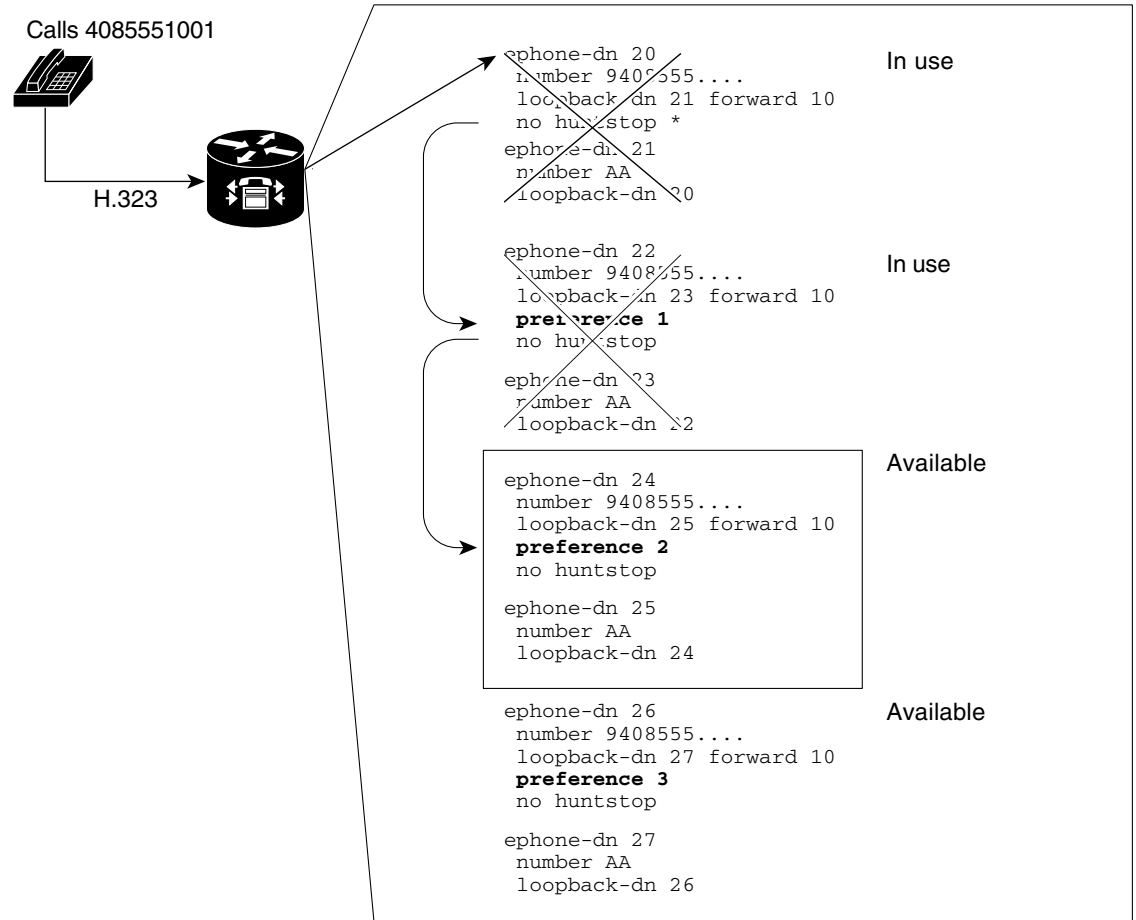 Calls 4085551001
H.323
ephone-dn 20
number 9408555....
loopback-dn 21 forward 10
no huntstop *
In use
ephone-dn 21
number AA
loopback-dn 20
ephone-dn 22
number 9408555....
loopback-dn 23 forward 10
preference 1
no huntstop
In use
ephone-dn 23
number AA
loopback-dn 22
Available
ephone-dn 24
number 9408555....
loopback-dn 25 forward 10
preference 2
no huntstop
ephone-dn 25
number AA
loopback-dn 24
ephone-dn 26
Available
number 9408555....
loopback-dn 27 forward 10
preference 3
no huntstop
ephone-dn 27
number AA
loopback-dn 26